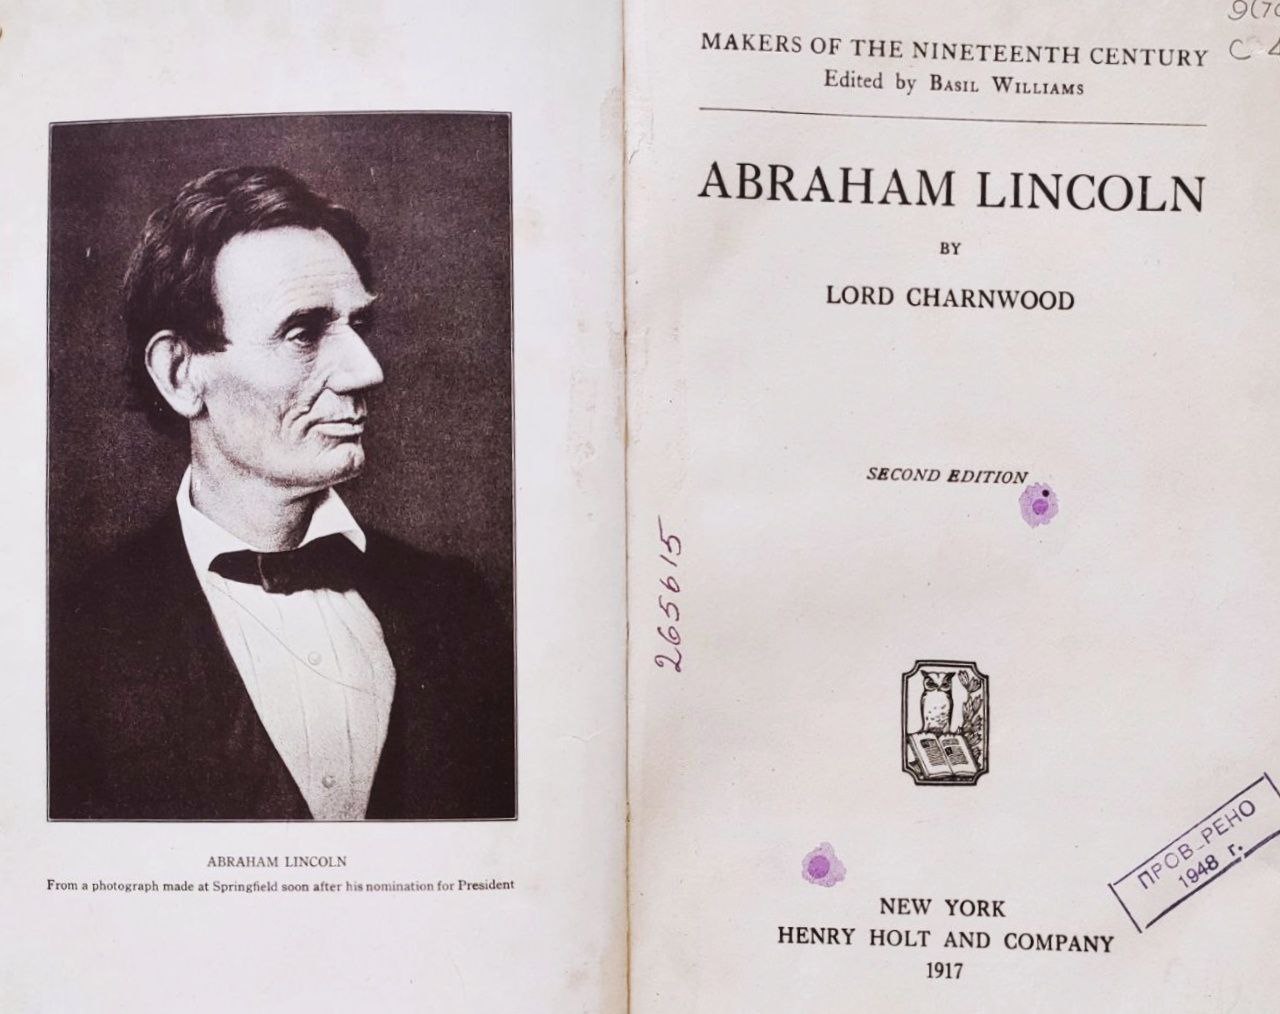 ABRAHAM LINCOLN
From a photograph made at Springfield soon after his nomination for President
MAKERS OF THE NINETEENTH CENTURY
Edited by BASIL WILLIAMS
ABRAHAM LINCOLN
BY
LORD CHARNWOOD
SECOND EDITION
265615
ПРОВ_РЕНО
1948 г.
NEW YORK
HENRY HOLT AND COMPANY
1917